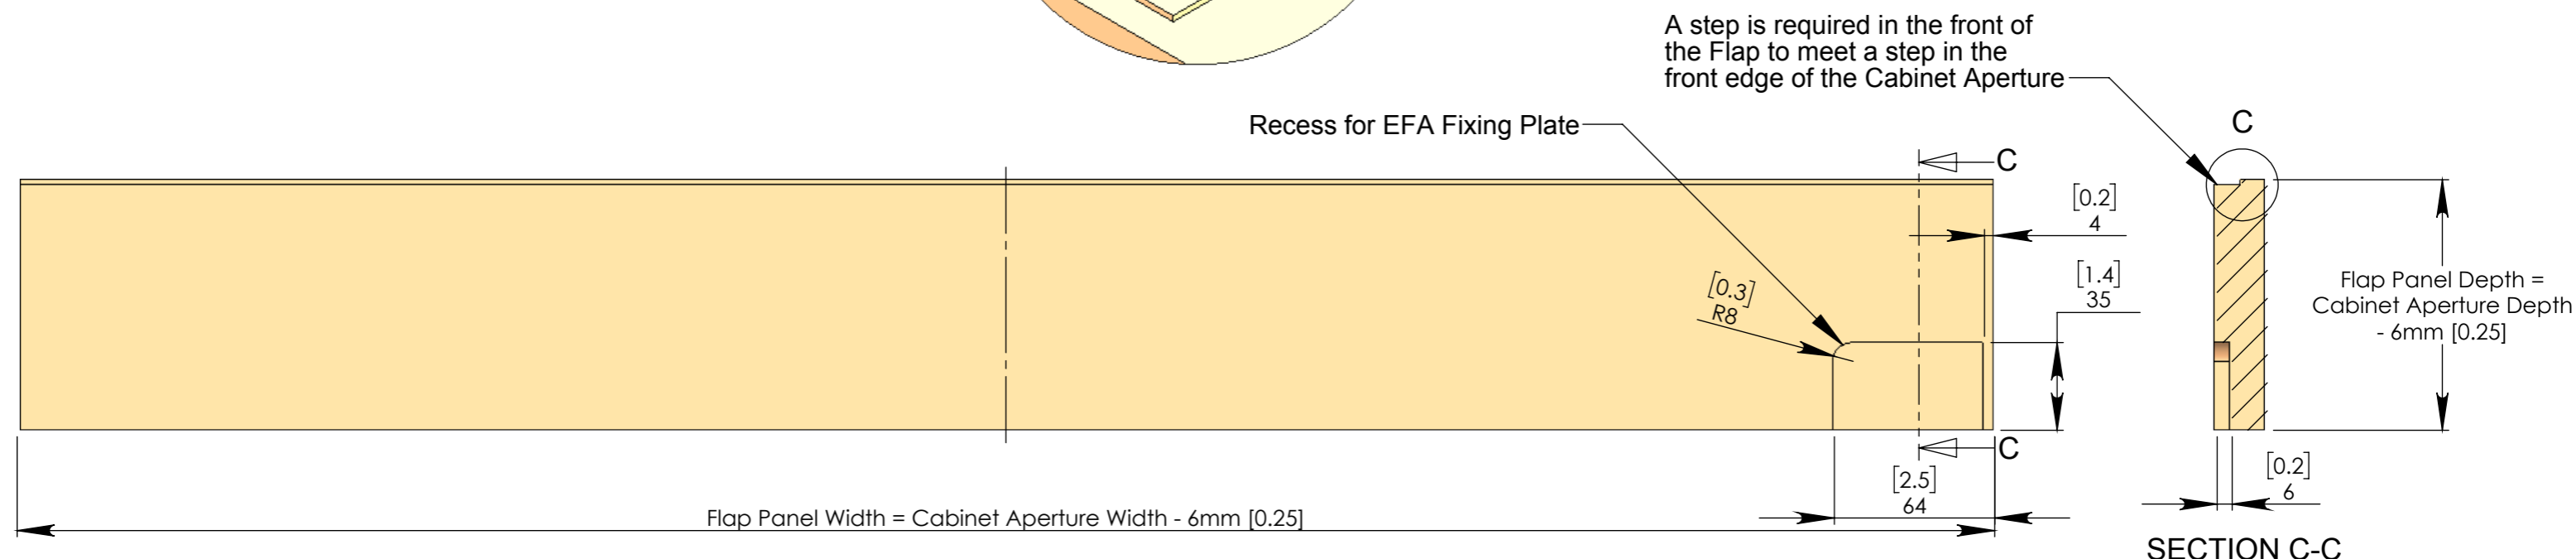 A step is required in the front of
the Flap to meet a step in the
front edge of the Cabinet Aperture
Recess for EFA Fixing Plate
C
C
[0.2]
4
[1.4]
35
[0.3]
R8
Flap Panel Depth =
Cabinet Aperture Depth
- 6mm [0.25]
C
[2.5]
64
[0.2]
6
Flap Panel Width = Cabinet Aperture Width - 6mm [0.25]
SECTION C-C